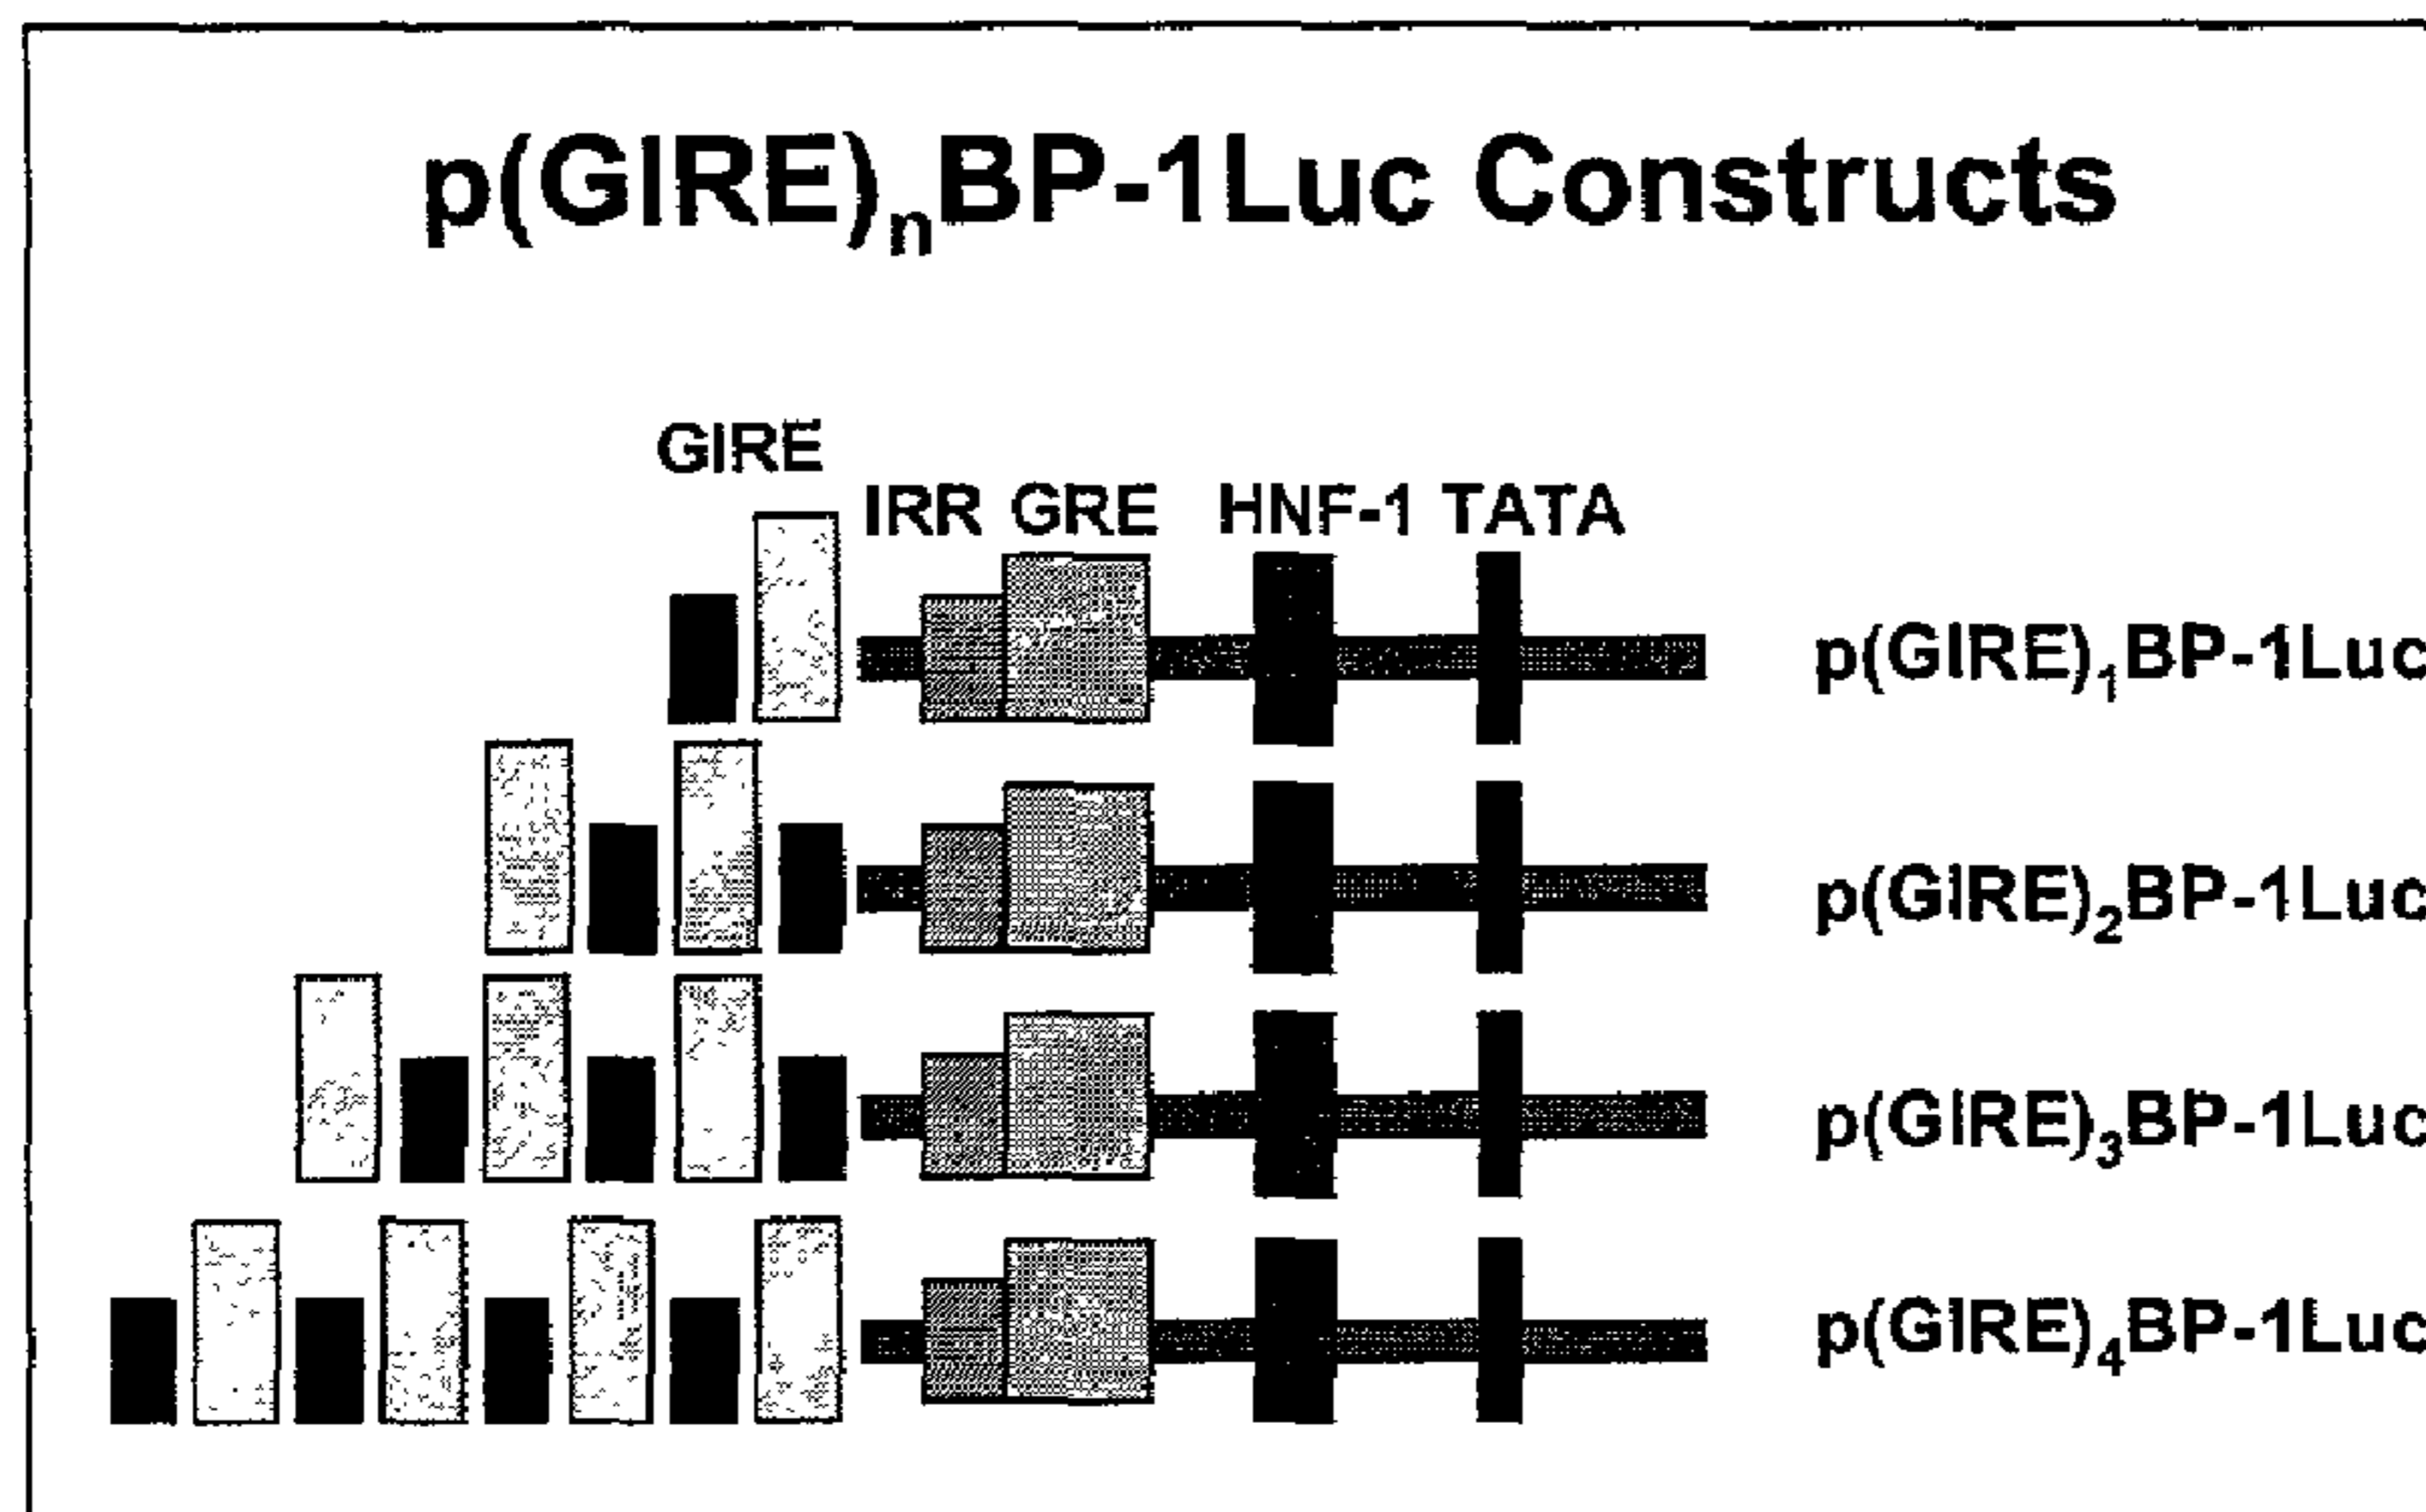 p(GIRE)nBP-1Luc Constructs
GIRE
IRR GRE HNF-1 TATA
p(GIRE)1BP-1Luc
p(GIRE)2BP-1Luc
p(GIRE)3BP-1Luc
p(GIRE)4BP-1Luc